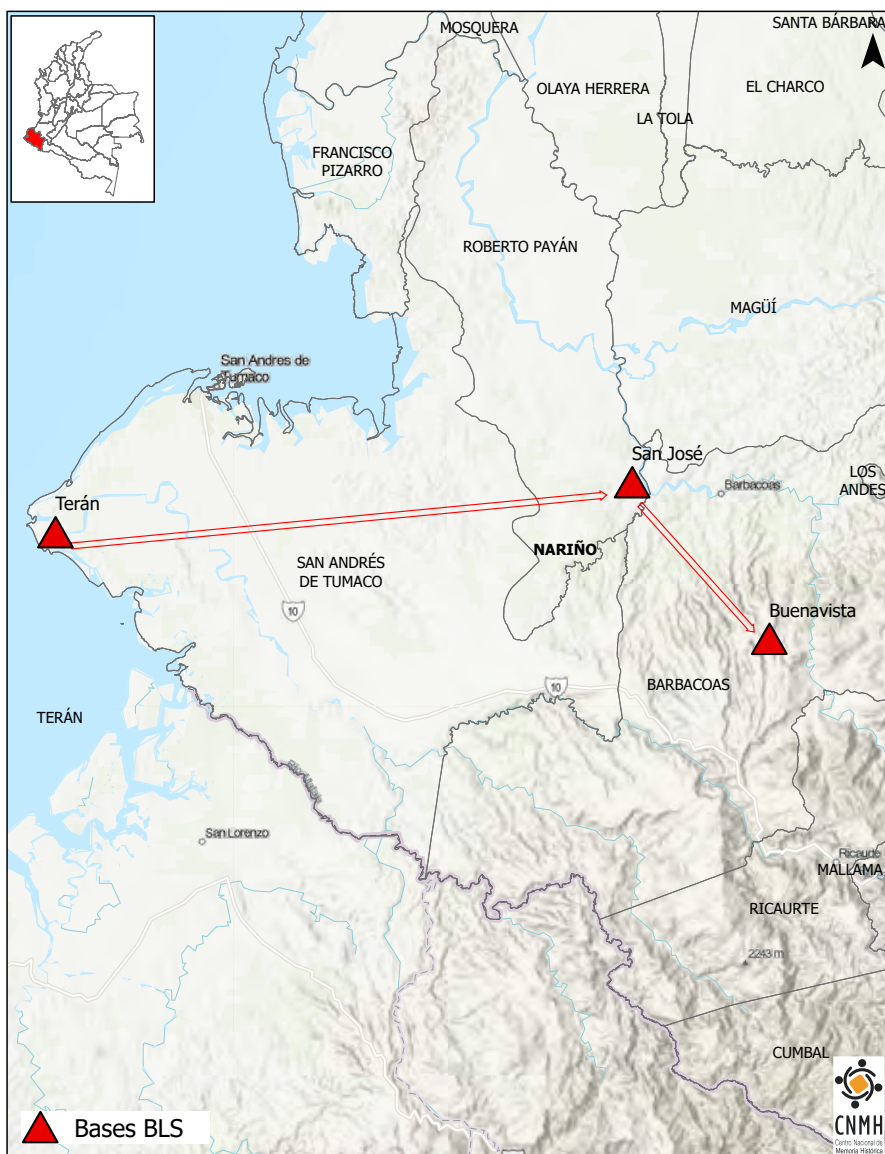 MOSQUERA
SANTA BÁRBARA
OLAYA HERRERA
EL CHARCO
LA TOLA
FRANCISCO
PIZARRO
ROBERTO PAYÁN
MAGÜÍ
San Andres de
Tumaco
San José
Barbacoas
LOS
ANDES
Terán
NARIÑO
SAN ANDRÉS
DE TUMACO
10
Buenavista
10
BARBACOAS
TERÁN
San Lorenzo
Ricaurte
MALLAMA
RICAURTE
2243 m
CUMBAL
Bases BLS
CNMH
Centro Nacional de
Memoria Histórica